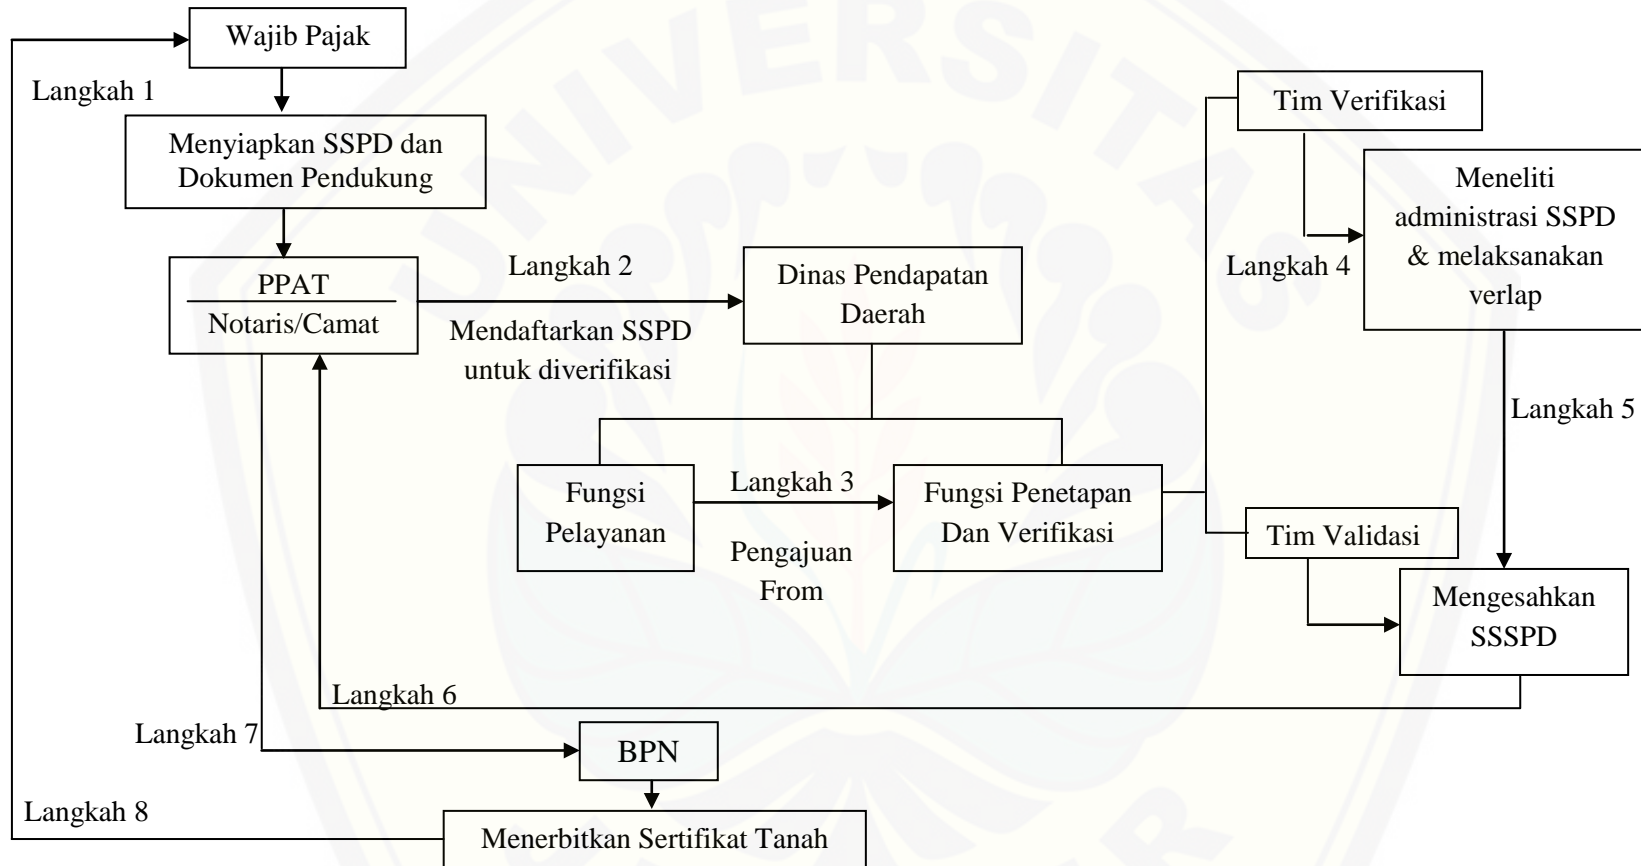 Wajib Pajak
Langkah 1
Menyiapkan SSPD dan
Dokumen Pendukung
PPAT
Notaris/Camat
Langkah 2
Mendaftarkan SSPD
untuk diverifikasi
Dinas Pendapatan
Daerah
Fungsi
Pelayanan
Langkah 3
Pengajuan
From
Fungsi Penetapan
Dan Verifikasi
Tim Verifikasi
Langkah 4
Meneliti
administrasi SSPD
& melaksanakan
verlap
Langkah 5
Tim Validasi
Mengesahkan
SSSPD
Langkah 6
Langkah 7
BPN
Langkah 8
Menerbitkan Sertifikat Tanah
UNIVERSITAS